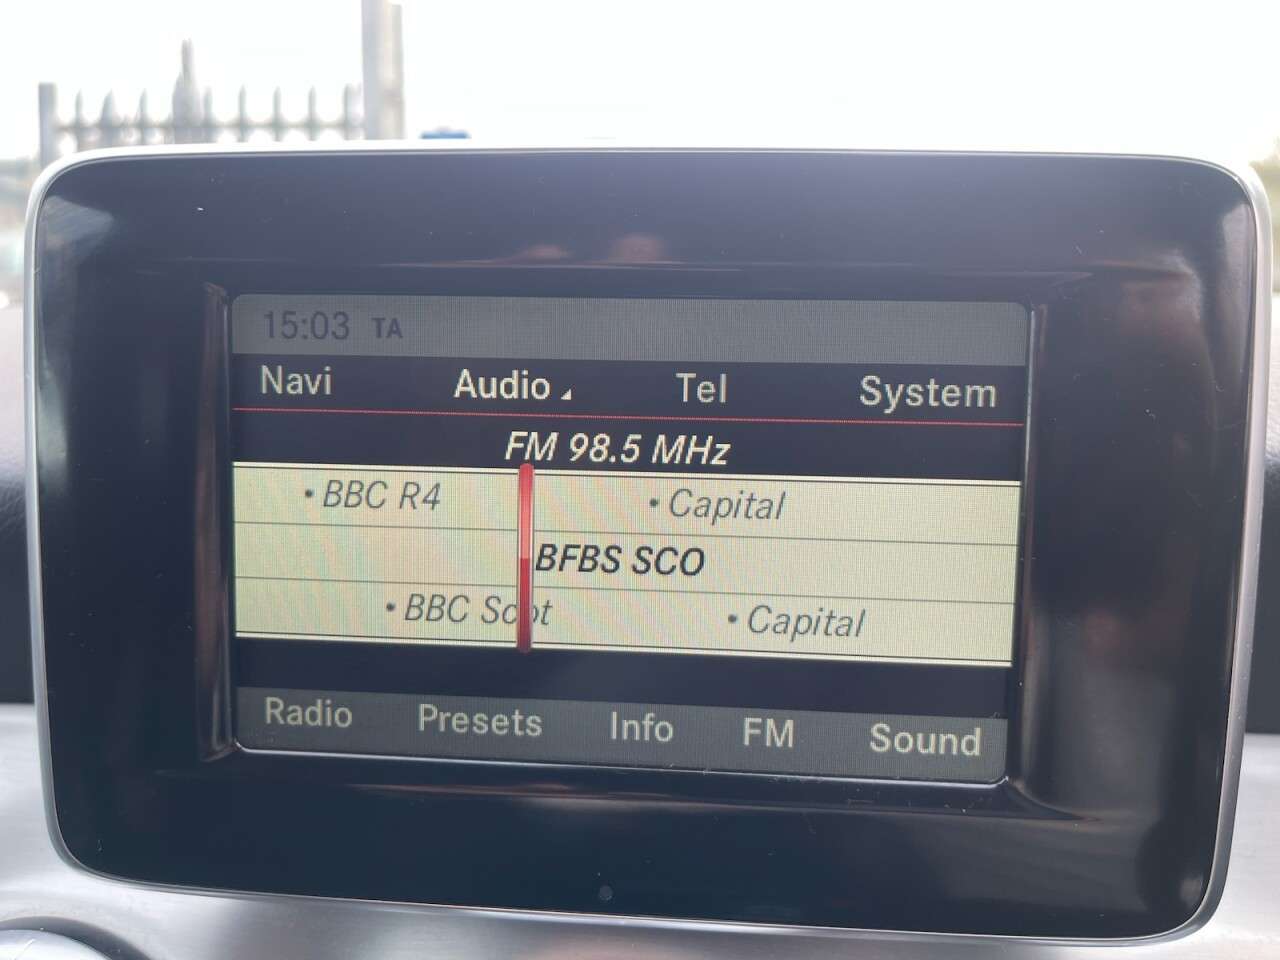 15:03 TA
Navi Audio Tel System
FM 98.5 MHz
• BBC R4 • Capital
BFBS SCO
• BBC Scot • Capital
Radio Presets Info FM Sound